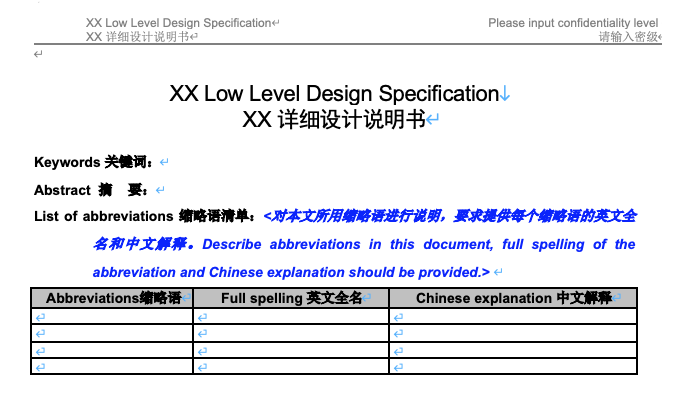 XX Low Level Design Specification
Please input confidentiality level
XX 详细设计说明书
请输入密级
XX Low Level Design Specification
XX 详细设计说明书
Keywords 关键词：
Abstract 摘 要：
List of abbreviations 缩略语清单：<对本文所用缩略语进行说明，要求提供每个缩略语的英文全
名和中文解释。Describe abbreviations in this document, full spelling of the
abbreviation and Chinese explanation should be provided.>
Abbreviations缩略语 Full spelling 英文全名 Chinese explanation 中文解释